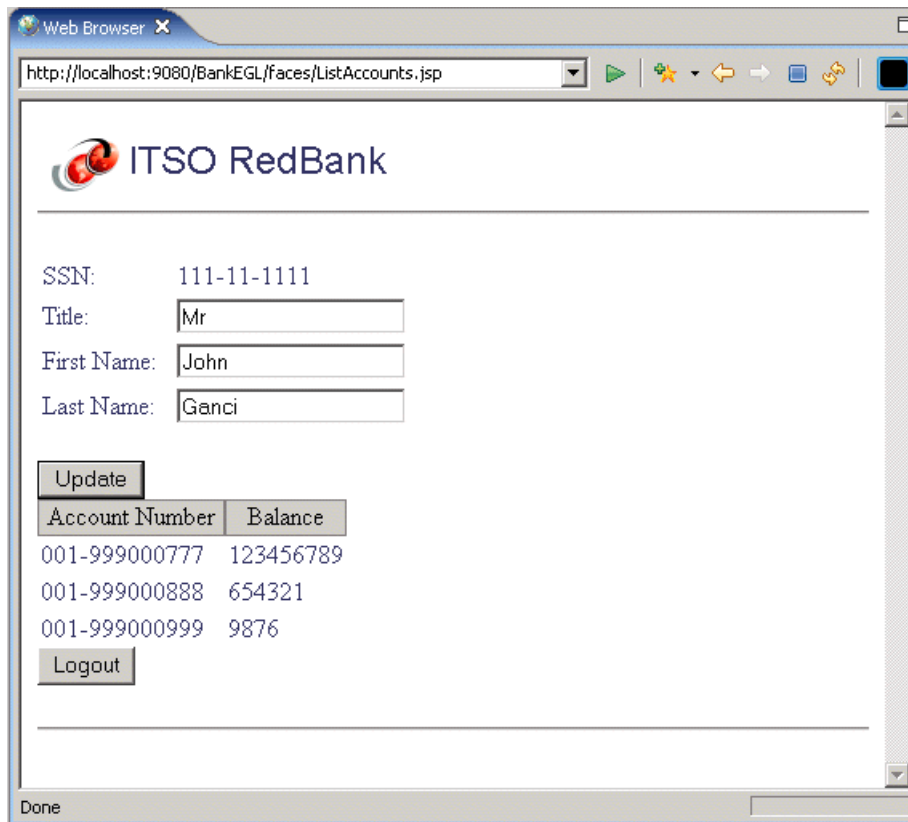 Web Browser
http://localhost:9080/BankEGL/faces/ListAccounts.jsp
ITSO RedBank
SSN: 111-11-1111
Title: Mr
First Name: John
Last Name: Ganci
Update
Account Number Balance
001-999000777 123456789
001-999000888 654321
001-999000999 9876
Logout
Done